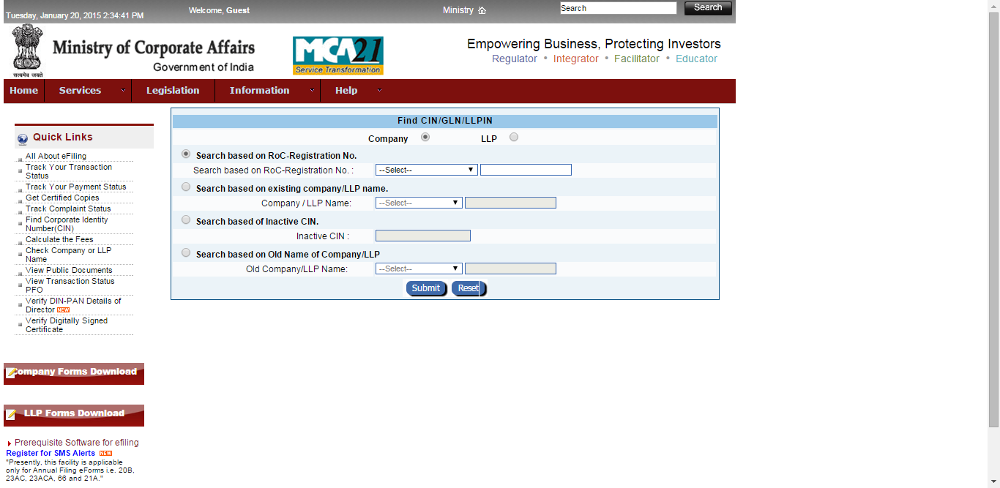 Tuesday, January 20, 2015 2:34:41 PM
Welcome, Guest
Ministry
Search
Search
सत्यमेव जयते
Ministry of Corporate Affairs
Government of India
MCA21
Service Transformation
Empowering Business, Protecting Investors
Regulator • Integrator • Facilitator • Educator
Home Services Legislation Information Help
Quick Links
All About eFiling
Track Your Transaction
Status
Track Your Payment Status
Get Certified Copies
Track Complaint Status
Find Corporate Identity
Number(CIN)
Calculate the Fees
Check Company or LLP
Name
View Public Documents
View Transaction Status
PFO
Verify DIN-PAN Details of
Director NEW
Verify Digitally Signed
Certificate
Company Forms Download
LLP Forms Download
Prerequisite Software for efiling
Register for SMS Alerts NEW
"Presently, this facility is applicable
only for Annual Filing eForms i.e. 20B,
23AC, 23ACA, 66 and 21A."
Find CIN/GLN/LLPIN
Company LLP
Search based on RoC-Registration No.
Search based on RoC-Registration No. : --Select--
Search based on existing company/LLP name.
Company / LLP Name: --Select--
Search based of Inactive CIN.
Inactive CIN :
Search based on Old Name of Company/LLP
Old Company/LLP Name: --Select--
Submit Reset